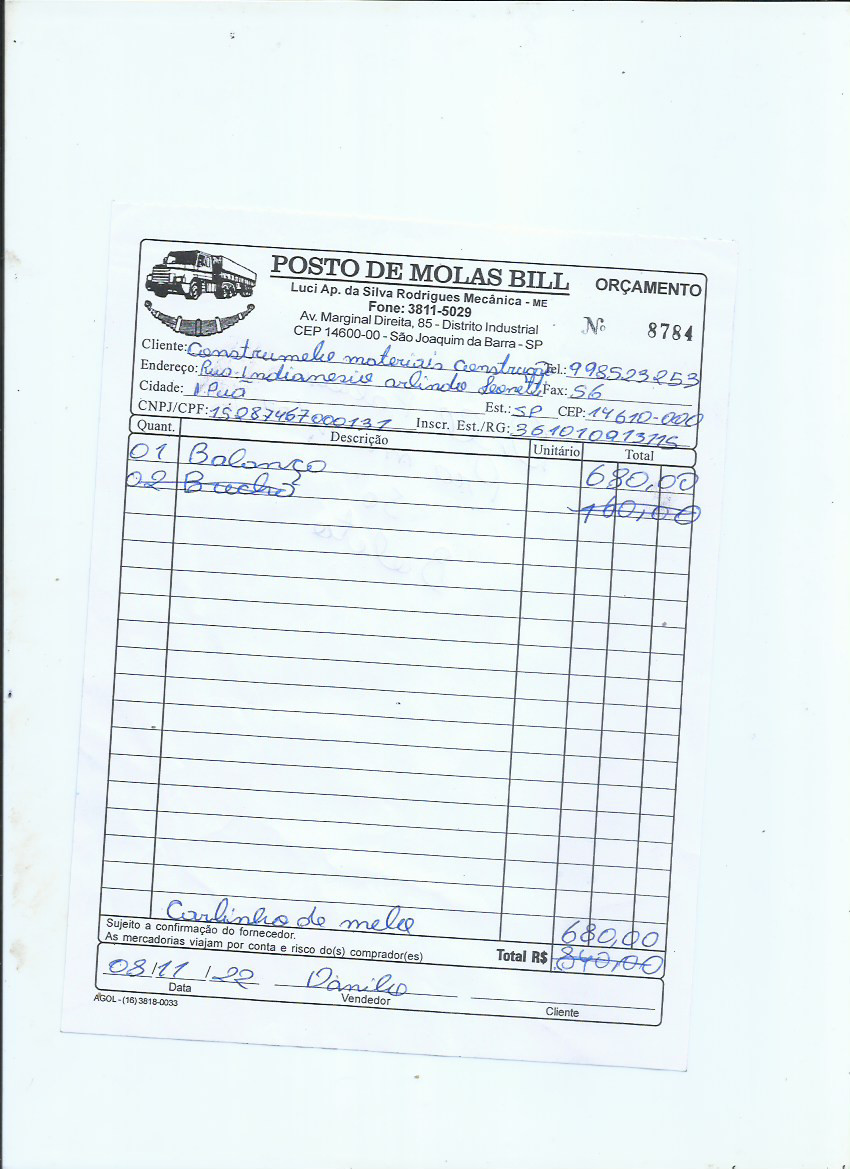 POSTO DE MOLAS BILL
ORÇAMENTO
Luci Ap. da Silva Rodrigues Mecânica - ME
Fone: 3811-5029
Av. Marginal Direita, 85 - Distrito Industrial
CEP 14600-00 - São Joaquim da Barra - SP
Nº 8784
Cliente: Construmelo materiais Construção Tel.: 998523253
Endereço: Rua Indianesio arlindo Fax: 56
Cidade: Ipuã Est.: SP CEP: 14610-000
CNPJ/CPF: 15287467000131 Inscr. Est./RG: 361010913115
Quant. Descrição Unitário Total
01 Balanço 680,00
02 160,00
Carlinho de melo 680,00
Sujeito a confirmação do fornecedor.
As mercadorias viajam por conta e risco do(s) comprador(es) Total R$ 840,00
08/11/22 Danilo
Data Vendedor Cliente
AGOL - (16) 3818-0033